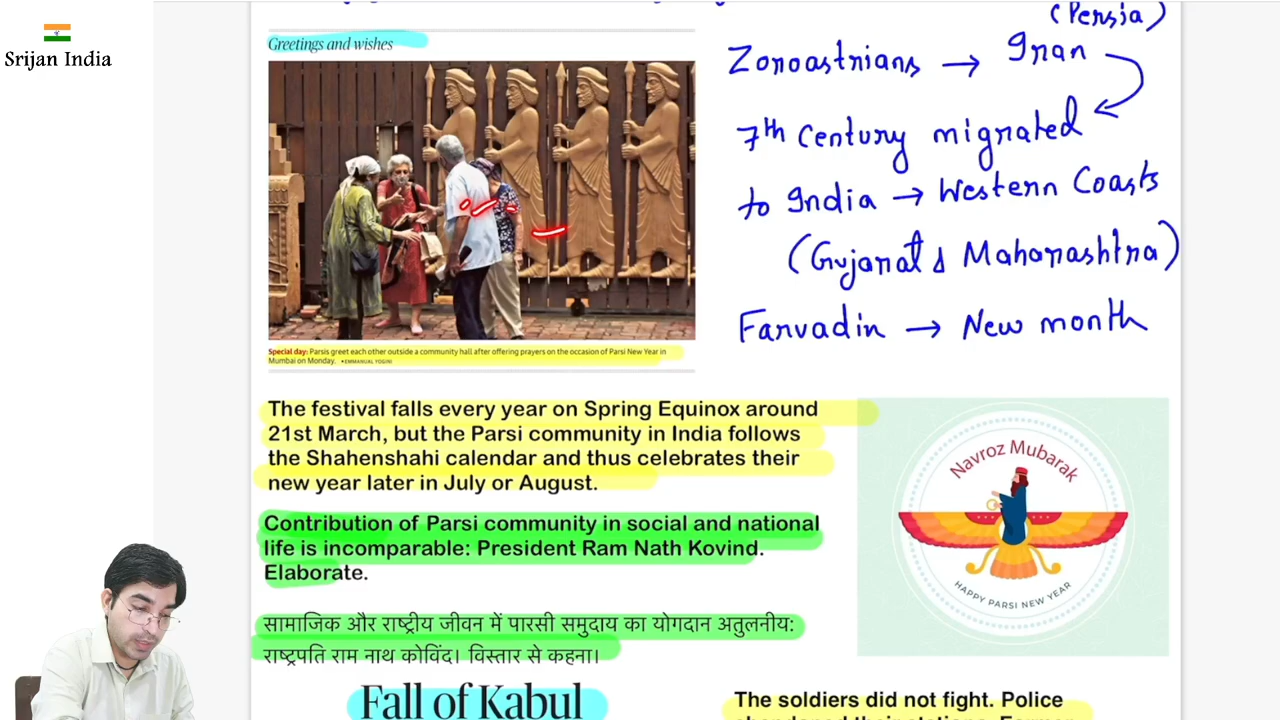 Srijan India
Greetings and wishes
Special day: Parsis greet each other outside a community hall after offering prayers on the occasion of Parsi New Year in
Mumbai on Monday. • EMMANUAL YOGINI
(Persia)
Zoroastrians → Iran
7th Century migrated
to India → Western Coasts
(Gujarat & Maharashtra)
Farvadin → New month
The festival falls every year on Spring Equinox around
21st March, but the Parsi community in India follows
the Shahenshahi calendar and thus celebrates their
new year later in July or August.
Contribution of Parsi community in social and national
life is incomparable: President Ram Nath Kovind.
Elaborate.
सामाजिक और राष्ट्रीय जीवन में पारसी समुदाय का योगदान अतुलनीय:
राष्ट्रपति राम नाथ कोविंद। विस्तार से कहना।
Navroz Mubarak
HAPPY PARSI NEW YEAR
Fall of Kabul
The soldiers did not fight. Police